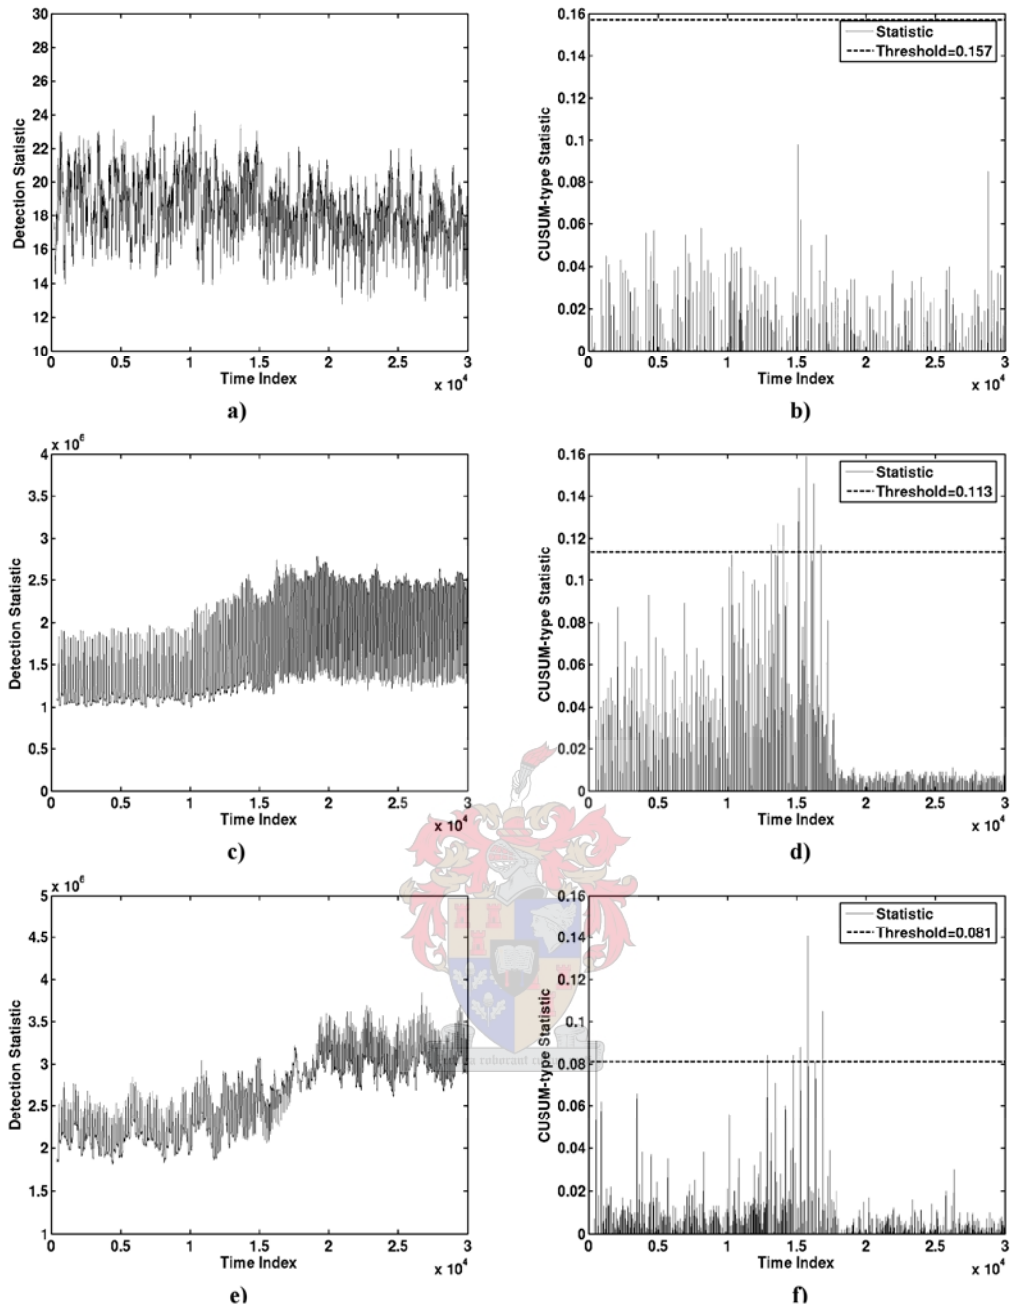 30
28
26
24
22
20
18
16
14
12
10
Detection Statistic
0 0.5 1 1.5 2 2.5 3
Time Index
x 10^4
a)
0.16
0.14
0.12
0.1
0.08
0.06
0.04
0.02
0
CUSUM-type Statistic
Statistic
Threshold=0.157
0 0.5 1 1.5 2 2.5 3
Time Index
x 10^4
b)
x 10^6
4
3.5
3
2.5
2
1.5
1
0.5
0
Detection Statistic
0 0.5 1 1.5 2 2.5 3
Time Index
x 10^4
c)
0.16
0.14
0.12
0.1
0.08
0.06
0.04
0.02
0
CUSUM-type Statistic
Statistic
Threshold=0.113
0 0.5 1 1.5 2 2.5 3
Time Index
x 10^4
d)
x 10^6
5
4.5
4
3.5
3
2.5
2
1.5
1
Detection Statistic
0 0.5 1 1.5 2 2.5 3
Time Index
x 10^4
e)
0.16
0.14
0.12
0.1
0.08
0.06
0.04
0.02
0
CUSUM-type Statistic
Statistic
Threshold=0.081
0 0.5 1 1.5 2 2.5 3
Time Index
x 10^4
f)
roborant